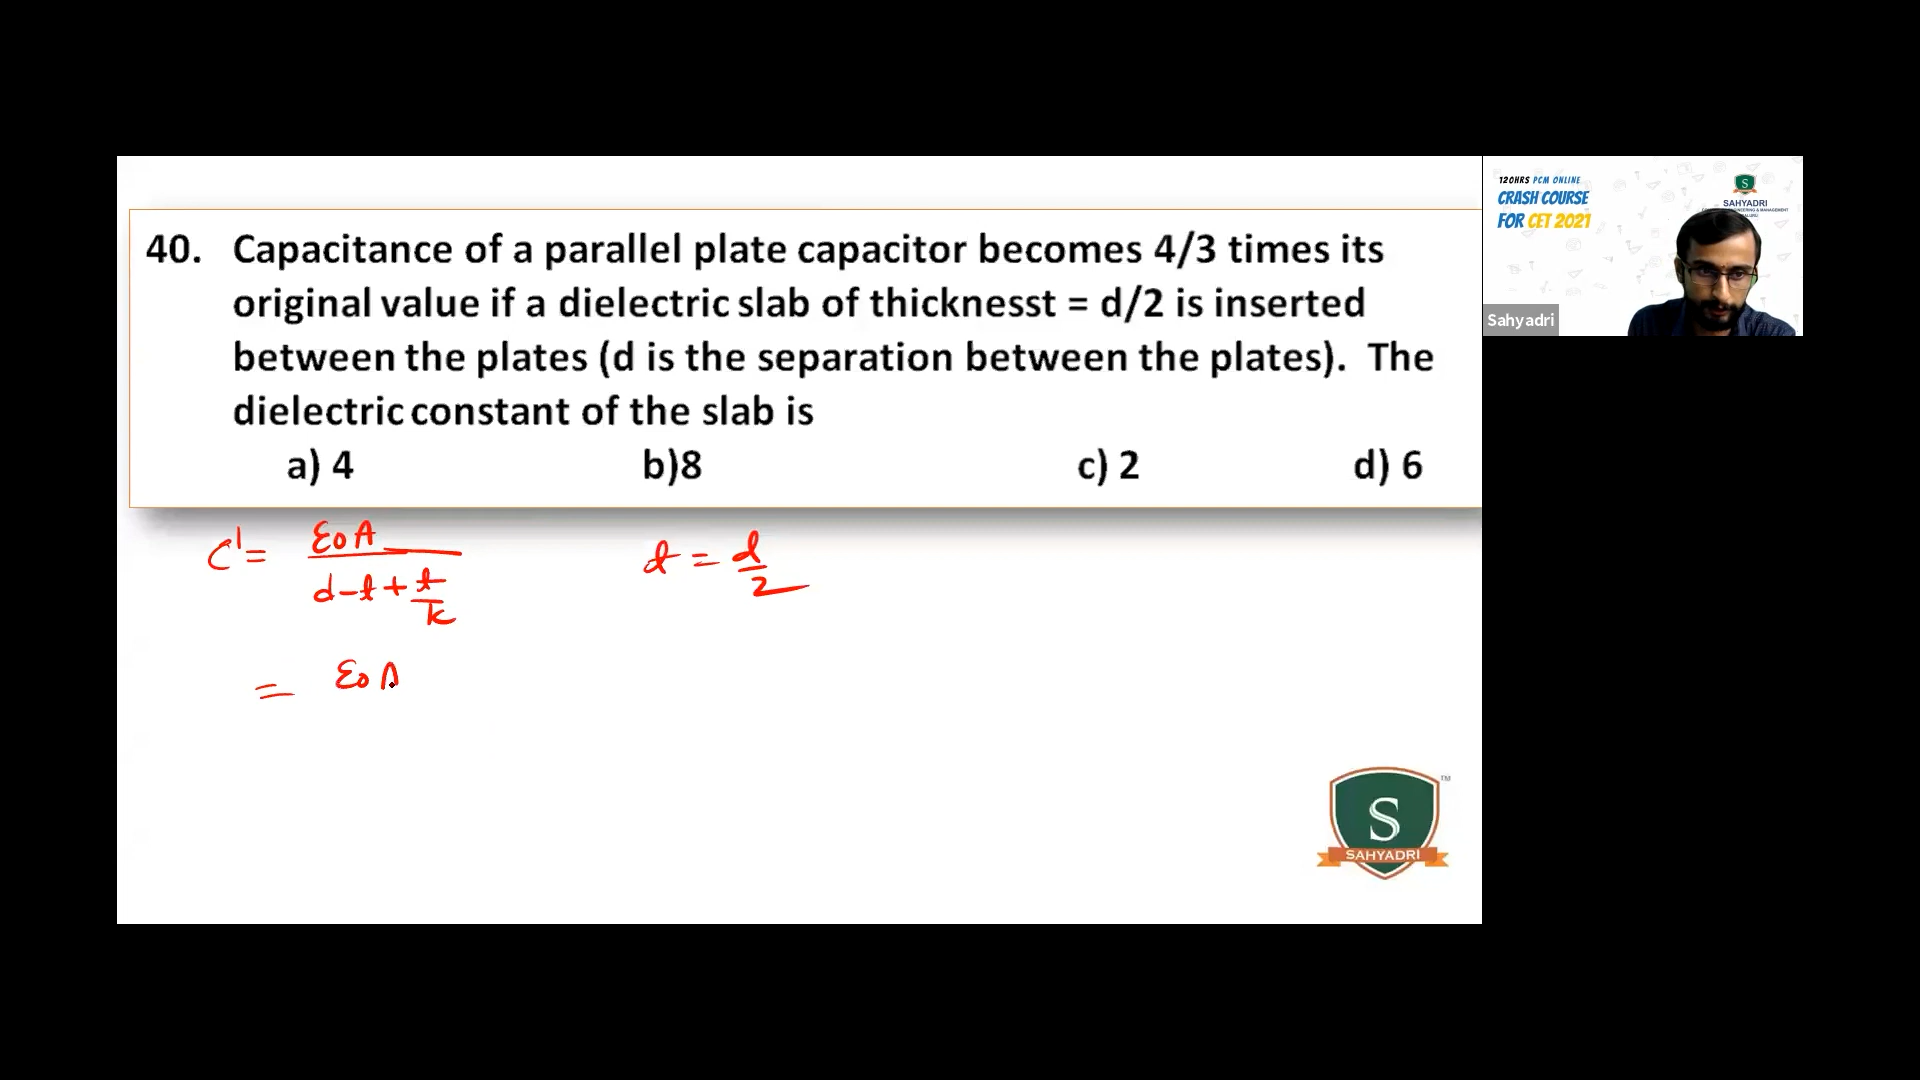 40. Capacitance of a parallel plate capacitor becomes 4/3 times its
original value if a dielectric slab of thicknesst = d/2 is inserted
between the plates (d is the separation between the plates). The
dielectric constant of the slab is
a) 4 b)8 c) 2 d) 6
C' = ε0A / d-t+t/k
t = d/2
= ε0A
SAHYADRI
S
TM
120HRS PCM ONLINE
CRASH COURSE
FOR CET 2021
S
SAHYADRI
Sahyadri